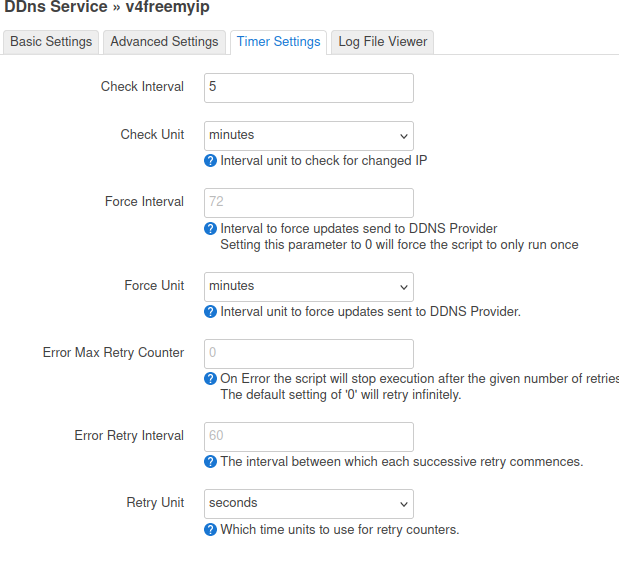 DDns Service » v4freemyip
Basic Settings Advanced Settings Timer Settings Log File Viewer
Check Interval 5
Check Unit minutes
Interval unit to check for changed IP
Force Interval 72
Interval to force updates send to DDNS Provider
Setting this parameter to 0 will force the script to only run once
Force Unit minutes
Interval unit to force updates sent to DDNS Provider.
Error Max Retry Counter 0
On Error the script will stop execution after the given number of retries
The default setting of '0' will retry infinitely.
Error Retry Interval 60
The interval between which each successive retry commences.
Retry Unit seconds
Which time units to use for retry counters.